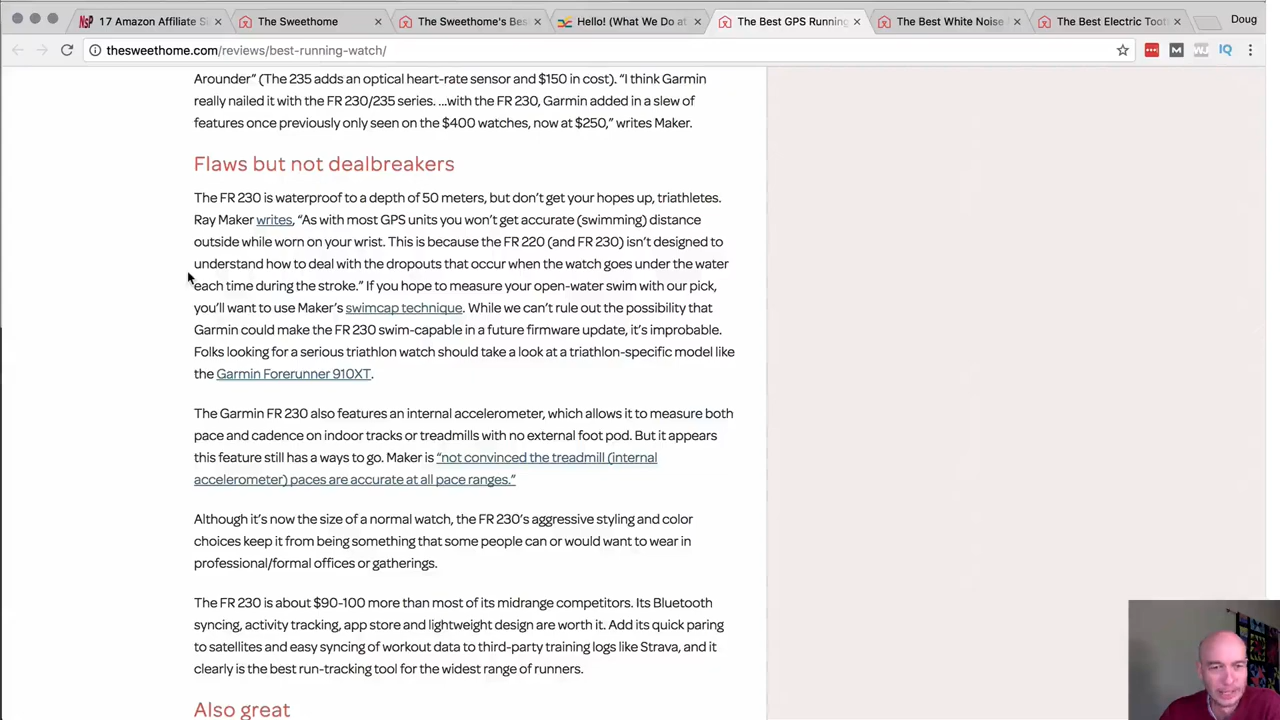 17 Amazon Affiliate Si
The Sweethome
The Sweethome's Bes
Hello! (What We Do at
The Best GPS Running
The Best White Noise
The Best Electric Toot
Doug
thesweethome.com/reviews/best-running-watch/
Arounder” (The 235 adds an optical heart-rate sensor and $150 in cost). “I think Garmin
really nailed it with the FR 230/235 series. ...with the FR 230, Garmin added in a slew of
features once previously only seen on the $400 watches, now at $250,” writes Maker.
Flaws but not dealbreakers
The FR 230 is waterproof to a depth of 50 meters, but don’t get your hopes up, triathletes.
Ray Maker writes, “As with most GPS units you won’t get accurate (swimming) distance
outside while worn on your wrist. This is because the FR 220 (and FR 230) isn’t designed to
understand how to deal with the dropouts that occur when the watch goes under the water
each time during the stroke.” If you hope to measure your open-water swim with our pick,
you’ll want to use Maker’s swimcap technique. While we can’t rule out the possibility that
Garmin could make the FR 230 swim-capable in a future firmware update, it’s improbable.
Folks looking for a serious triathlon watch should take a look at a triathlon-specific model like
the Garmin Forerunner 910XT.
The Garmin FR 230 also features an internal accelerometer, which allows it to measure both
pace and cadence on indoor tracks or treadmills with no external foot pod. But it appears
this feature still has a ways to go. Maker is “not convinced the treadmill (internal
accelerometer) paces are accurate at all pace ranges.”
Although it’s now the size of a normal watch, the FR 230’s aggressive styling and color
choices keep it from being something that some people can or would want to wear in
professional/formal offices or gatherings.
The FR 230 is about $90-100 more than most of its midrange competitors. Its Bluetooth
syncing, activity tracking, app store and lightweight design are worth it. Add its quick paring
to satellites and easy syncing of workout data to third-party training logs like Strava, and it
clearly is the best run-tracking tool for the widest range of runners.
Also great